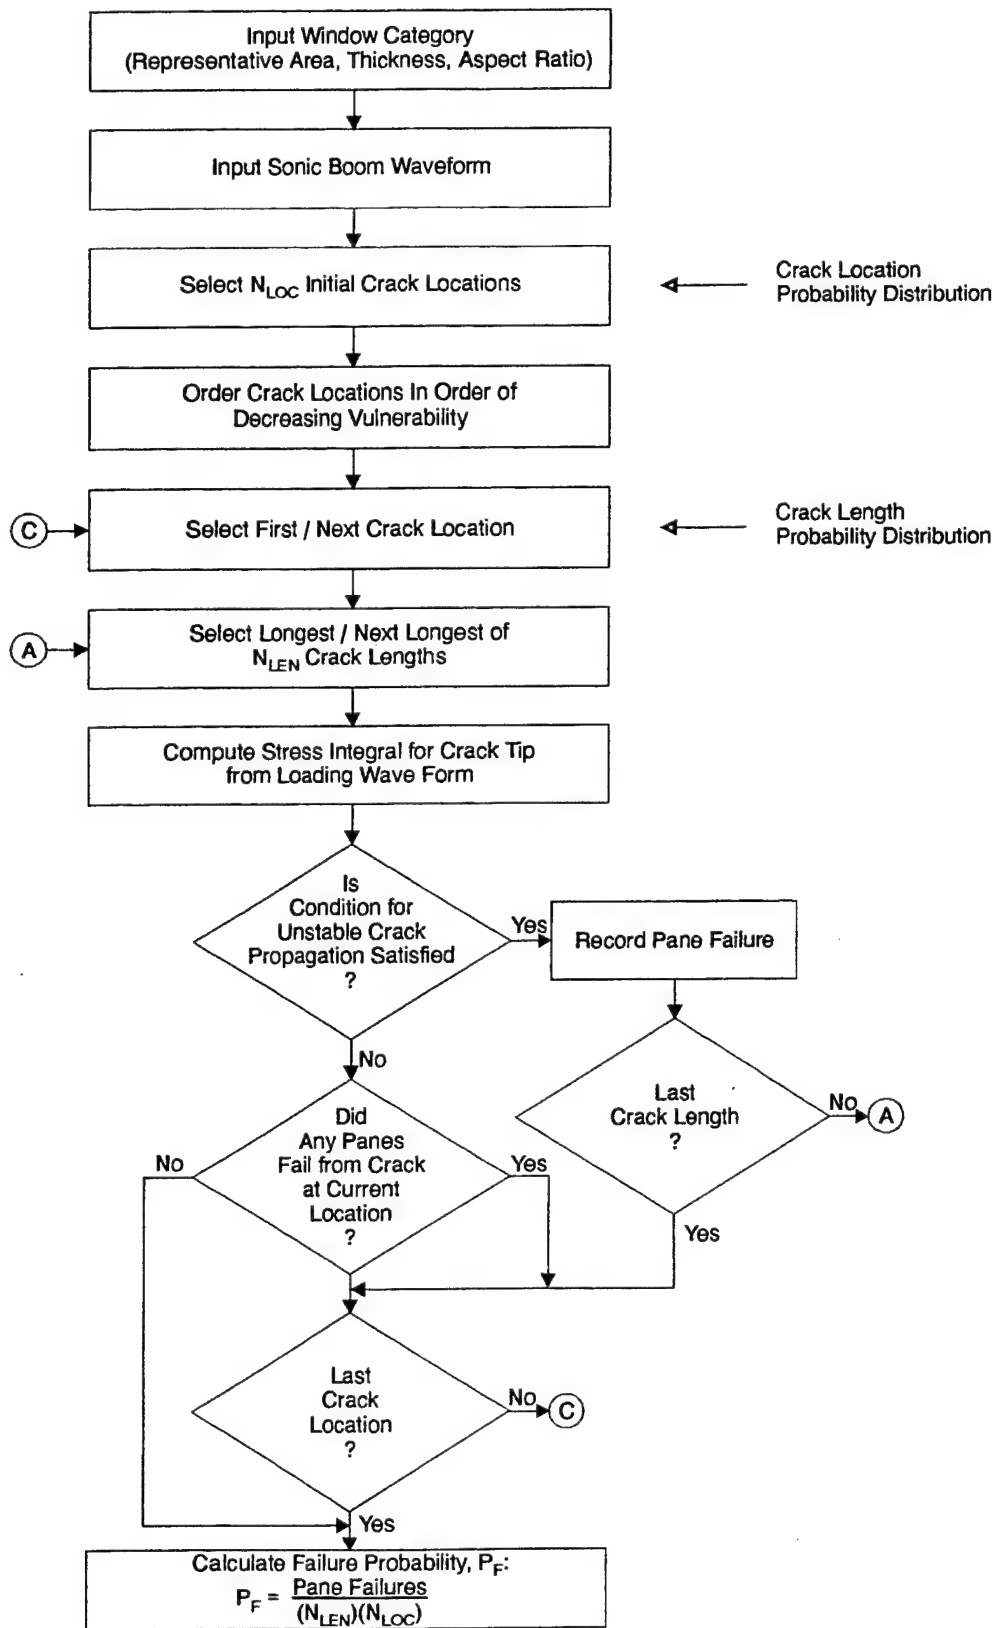 Input Window Category
(Representative Area, Thickness, Aspect Ratio)
Input Sonic Boom Waveform
Select N_LOC Initial Crack Locations
Crack Location
Probability Distribution
Order Crack Locations In Order of
Decreasing Vulnerability
C
Select First / Next Crack Location
Crack Length
Probability Distribution
A
Select Longest / Next Longest of
N_LEN Crack Lengths
Compute Stress Integral for Crack Tip
from Loading Wave Form
Is
Condition for
Unstable Crack
Propagation Satisfied
?
Yes
Record Pane Failure
No
Last
Crack Length
?
No
A
Yes
Did
Any Panes
Fail from Crack
at Current
Location
?
No
Yes
Last
Crack
Location
?
No
C
Yes
Calculate Failure Probability, P_F:
P_F = Pane Failures
(N_LEN)(N_LOC)